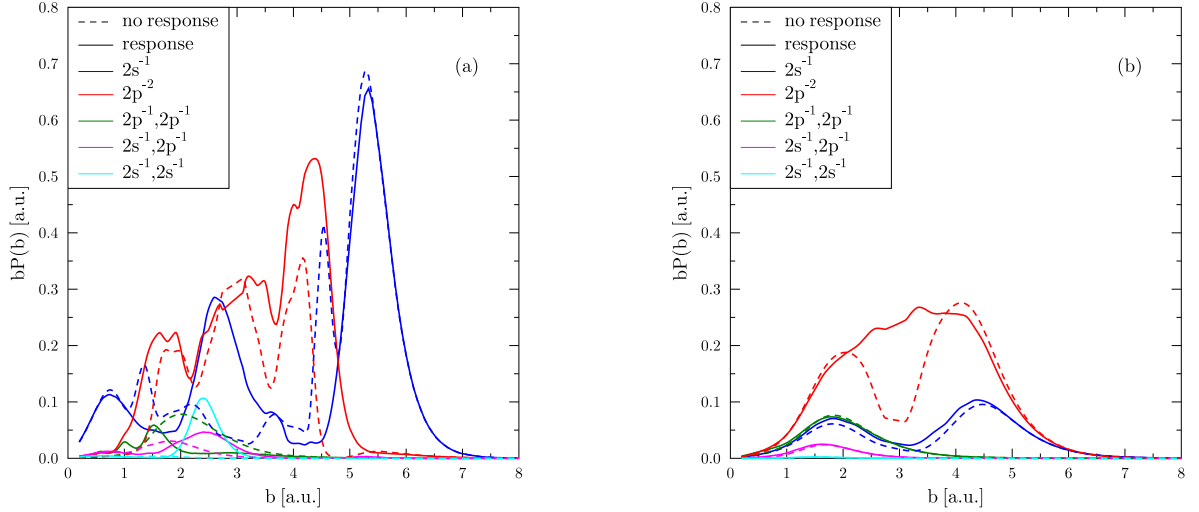 no response
response
2s⁻¹
2p⁻²
2p⁻¹,2p⁻¹
2s⁻¹,2p⁻¹
2s⁻¹,2s⁻¹
(a)
0.8
0.7
0.6
0.5
0.4
0.3
0.2
0.1
0.0
bP(b) [a.u.]
0 1 2 3 4 5 6 7 8
b [a.u.]
no response
response
2s⁻¹
2p⁻²
2p⁻¹,2p⁻¹
2s⁻¹,2p⁻¹
2s⁻¹,2s⁻¹
(b)
0.8
0.7
0.6
0.5
0.4
0.3
0.2
0.1
0.0
bP(b) [a.u.]
0 1 2 3 4 5 6 7 8
b [a.u.]